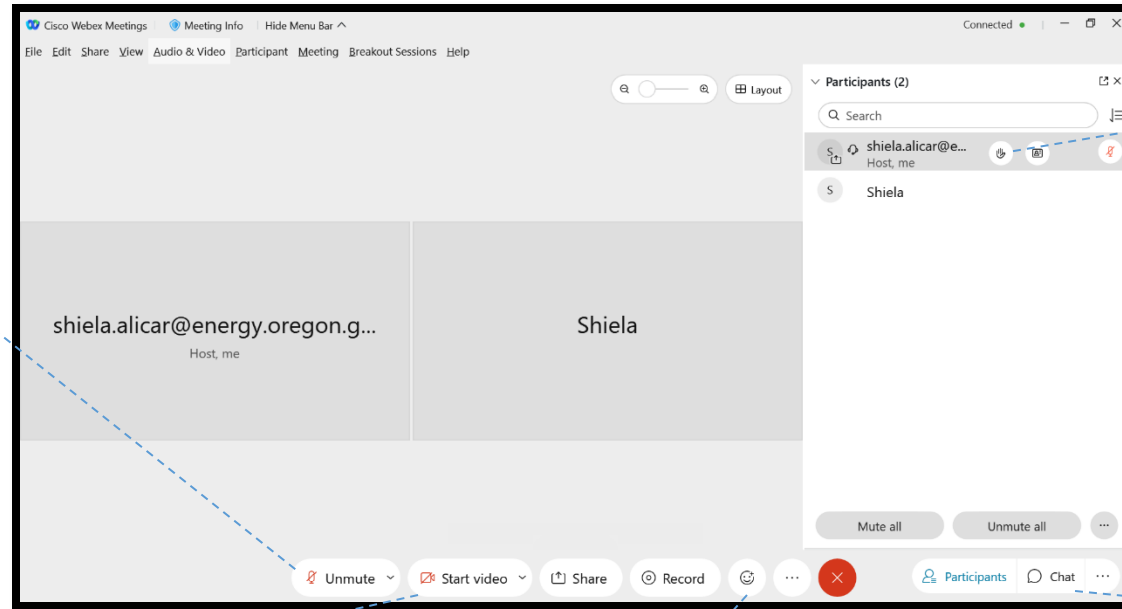 Cisco Webex Meetings Meeting Info Hide Menu Bar Connected
File Edit Share View Audio & Video Participant Meeting Breakout Sessions Help
Layout
Participants (2)
Search
S shiela.alicar@e...
Host, me
S Shiela
shiela.alicar@energy.oregon.g...
Host, me
Shiela
Mute all Unmute all ...
Unmute Start video Share Record ... Participants Chat ...